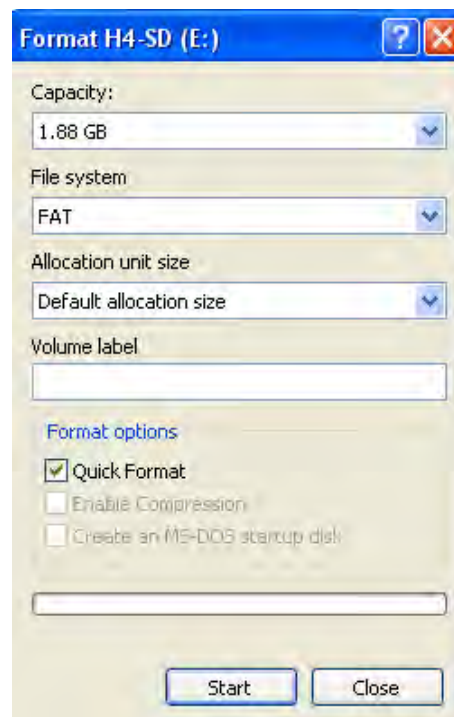 Format H4-SD (E:)
Capacity:
1.88 GB
File system
FAT
Allocation unit size
Default allocation size
Volume label
Format options
Quick Format
Enable Compression
Create an MS-DOS startup disk
Start Close